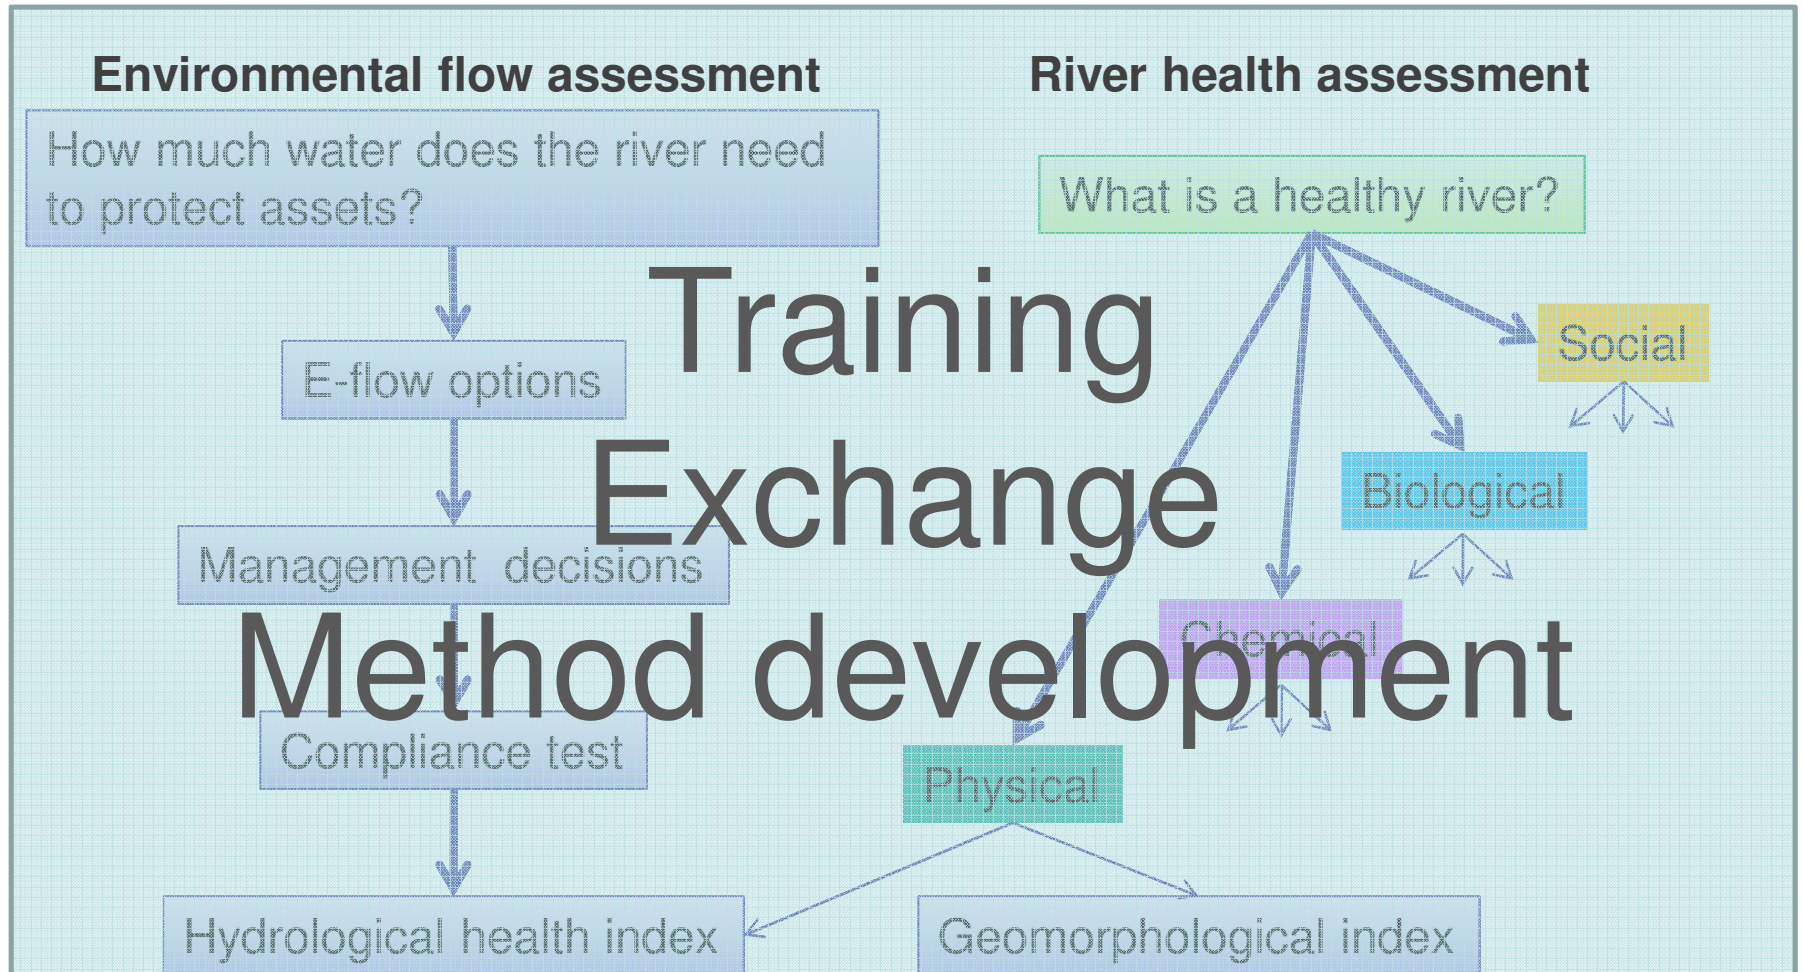 Environmental flow assessment
River health assessment
How much water does the river need
to protect assets?
What is a healthy river?
Training
Social
E-flow options
Exchange
Biological
Management decisions
Method development
Chemical
Compliance test
Physical
Hydrological health index
Geomorphological index